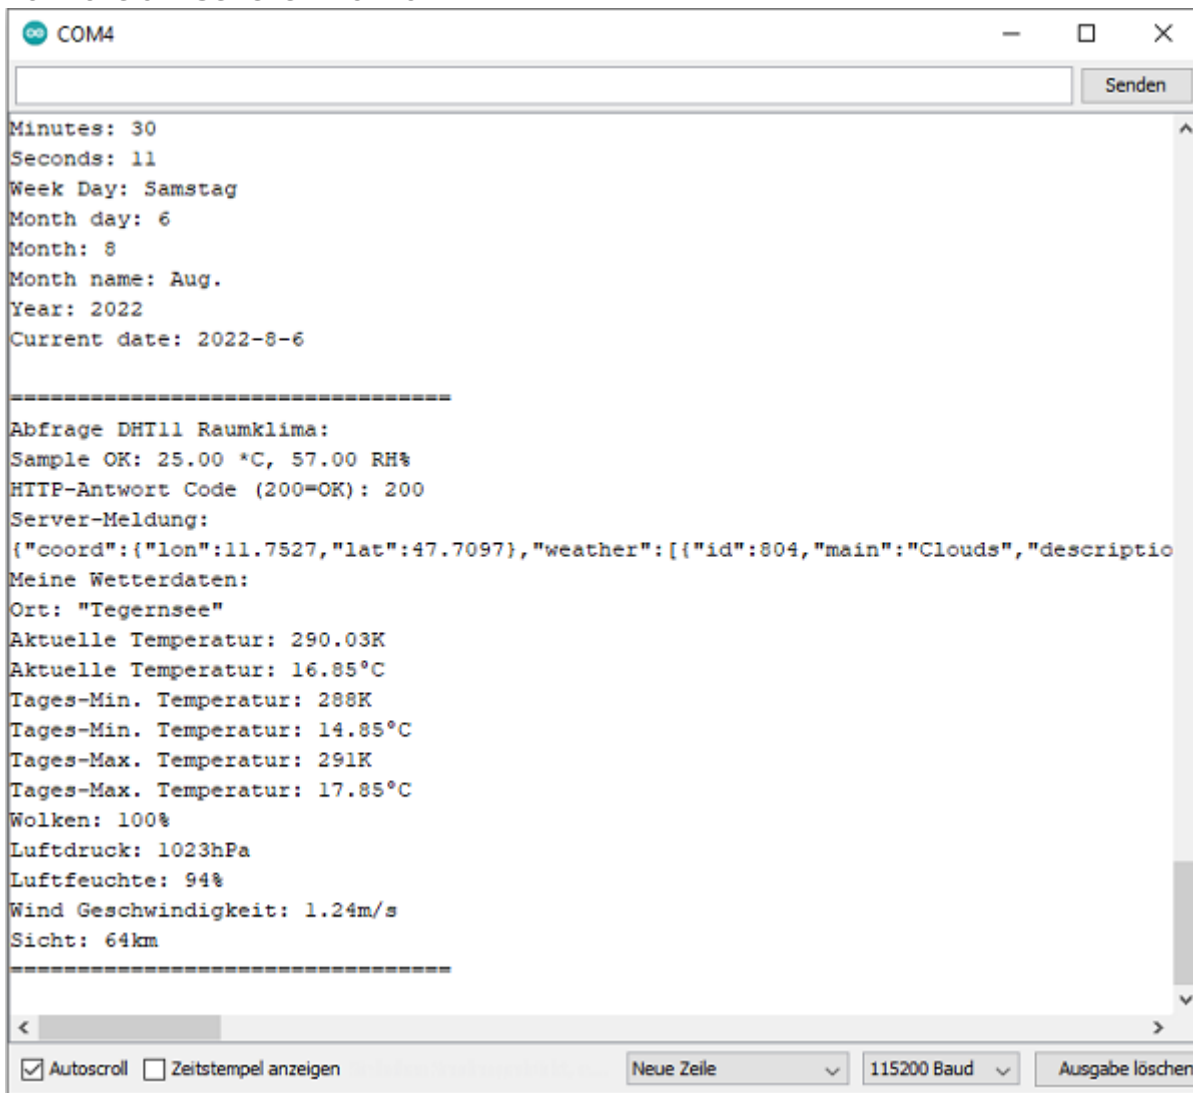 COM4
Senden
Minutes: 30
Seconds: 11
Week Day: Samstag
Month day: 6
Month: 8
Month name: Aug.
Year: 2022
Current date: 2022-8-6
=================================
Abfrage DHT11 Raumklima:
Sample OK: 25.00 *C, 57.00 RH%
HTTP-Antwort Code (200=OK): 200
Server-Meldung:
{"coord":{"lon":11.7527,"lat":47.7097},"weather":[{"id":804,"main":"Clouds","descriptio
Meine Wetterdaten:
Ort: "Tegernsee"
Aktuelle Temperatur: 290.03K
Aktuelle Temperatur: 16.85°C
Tages-Min. Temperatur: 288K
Tages-Min. Temperatur: 14.85°C
Tages-Max. Temperatur: 291K
Tages-Max. Temperatur: 17.85°C
Wolken: 100%
Luftdruck: 1023hPa
Luftfeuchte: 94%
Wind Geschwindigkeit: 1.24m/s
Sicht: 64km
=================================
Autoscroll Zeitstempel anzeigen Neue Zeile 115200 Baud Ausgabe löschen